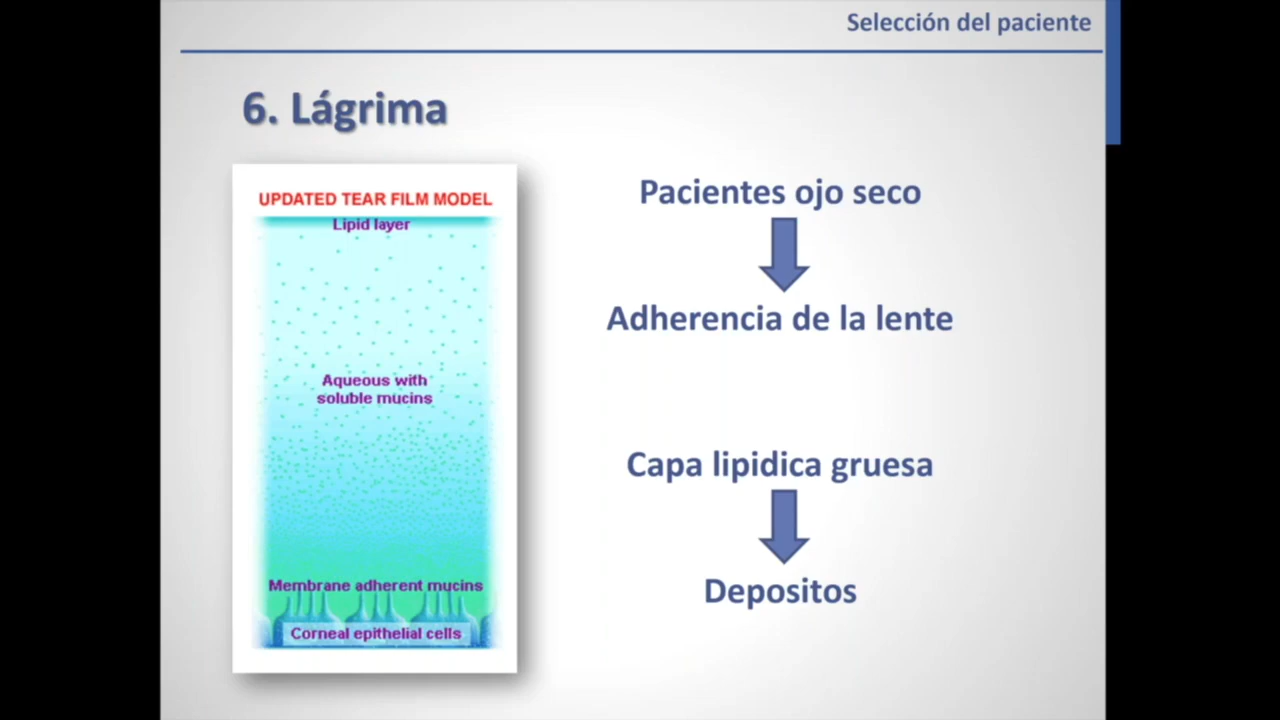 Selección del paciente
6. Lágrima
UPDATED TEAR FILM MODEL
Lipid layer
Aqueous with
soluble mucins
Membrane adherent mucins
Corneal epithelial cells
Pacientes ojo seco
Adherencia de la lente
Capa lipidica gruesa
Depositos